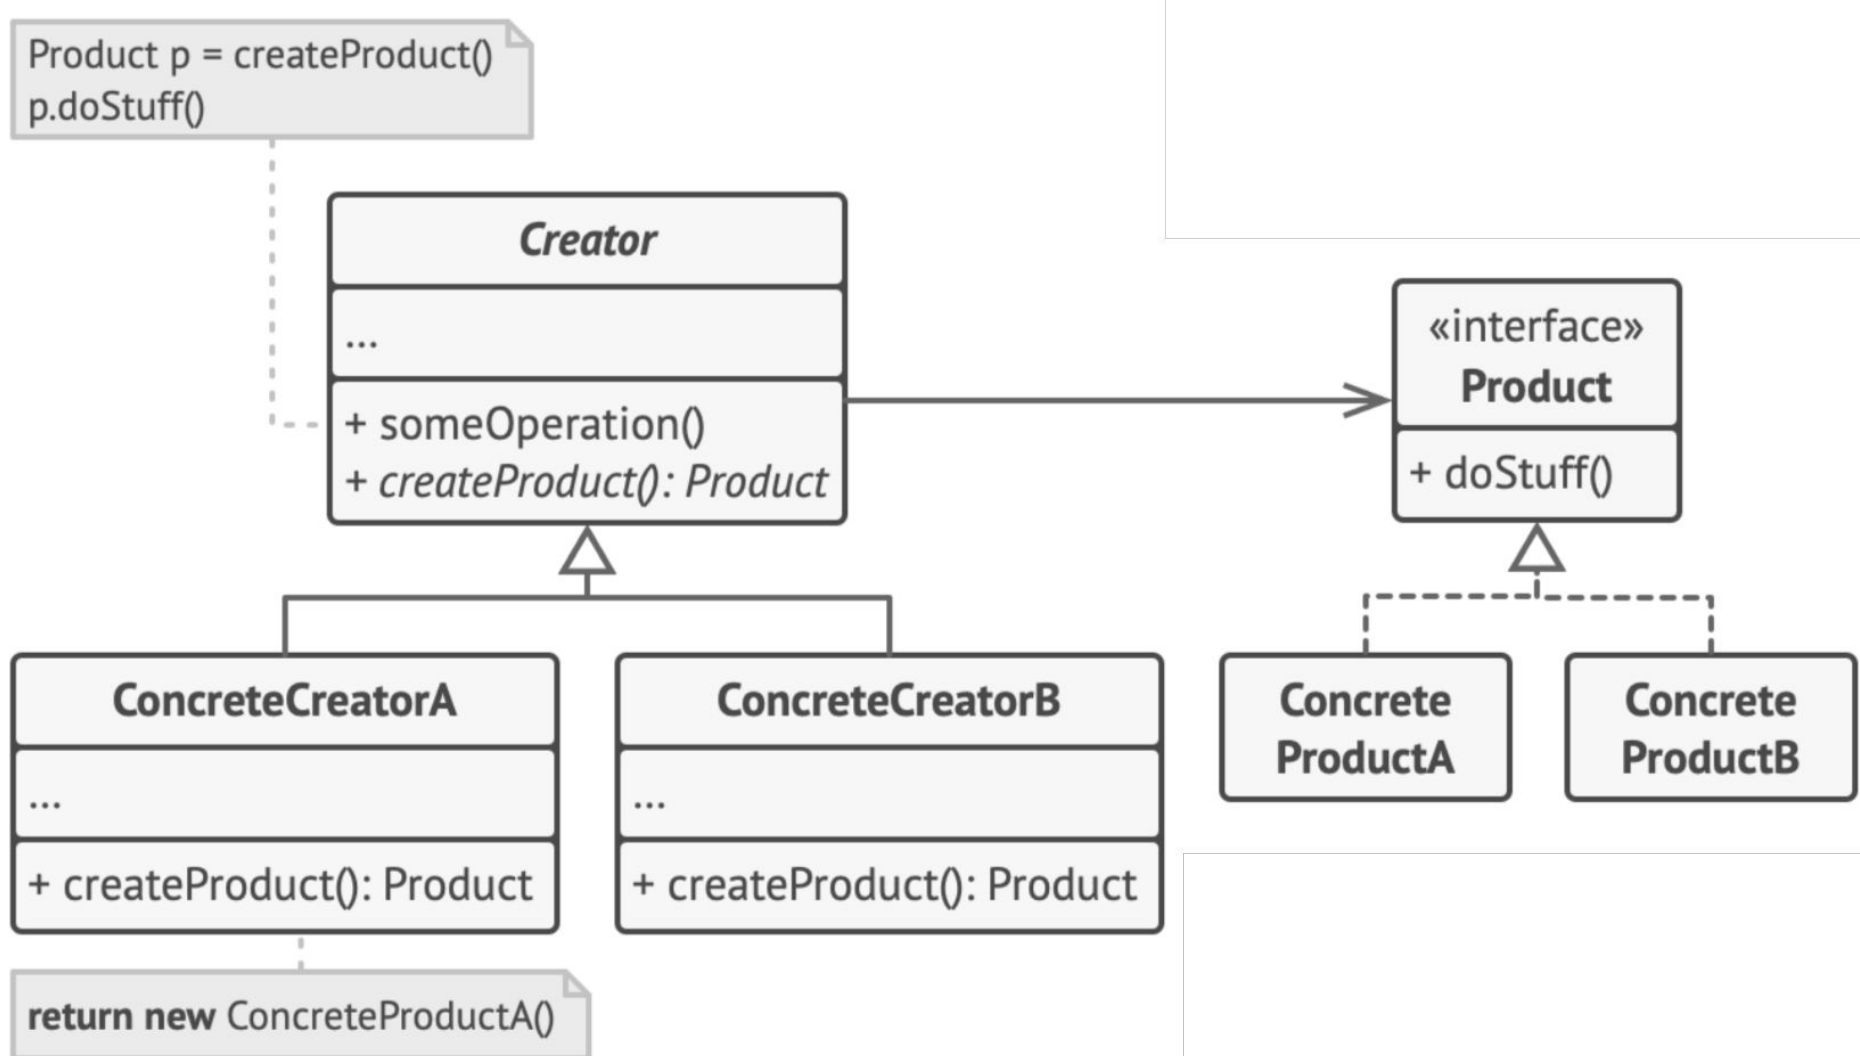 Product p = createProduct()
p.doStuff()
Creator
...
+ someOperation()
+ createProduct(): Product
«interface»
Product
+ doStuff()
ConcreteCreatorA
...
+ createProduct(): Product
ConcreteCreatorB
...
+ createProduct(): Product
Concrete
ProductA
Concrete
ProductB
return new ConcreteProductA()